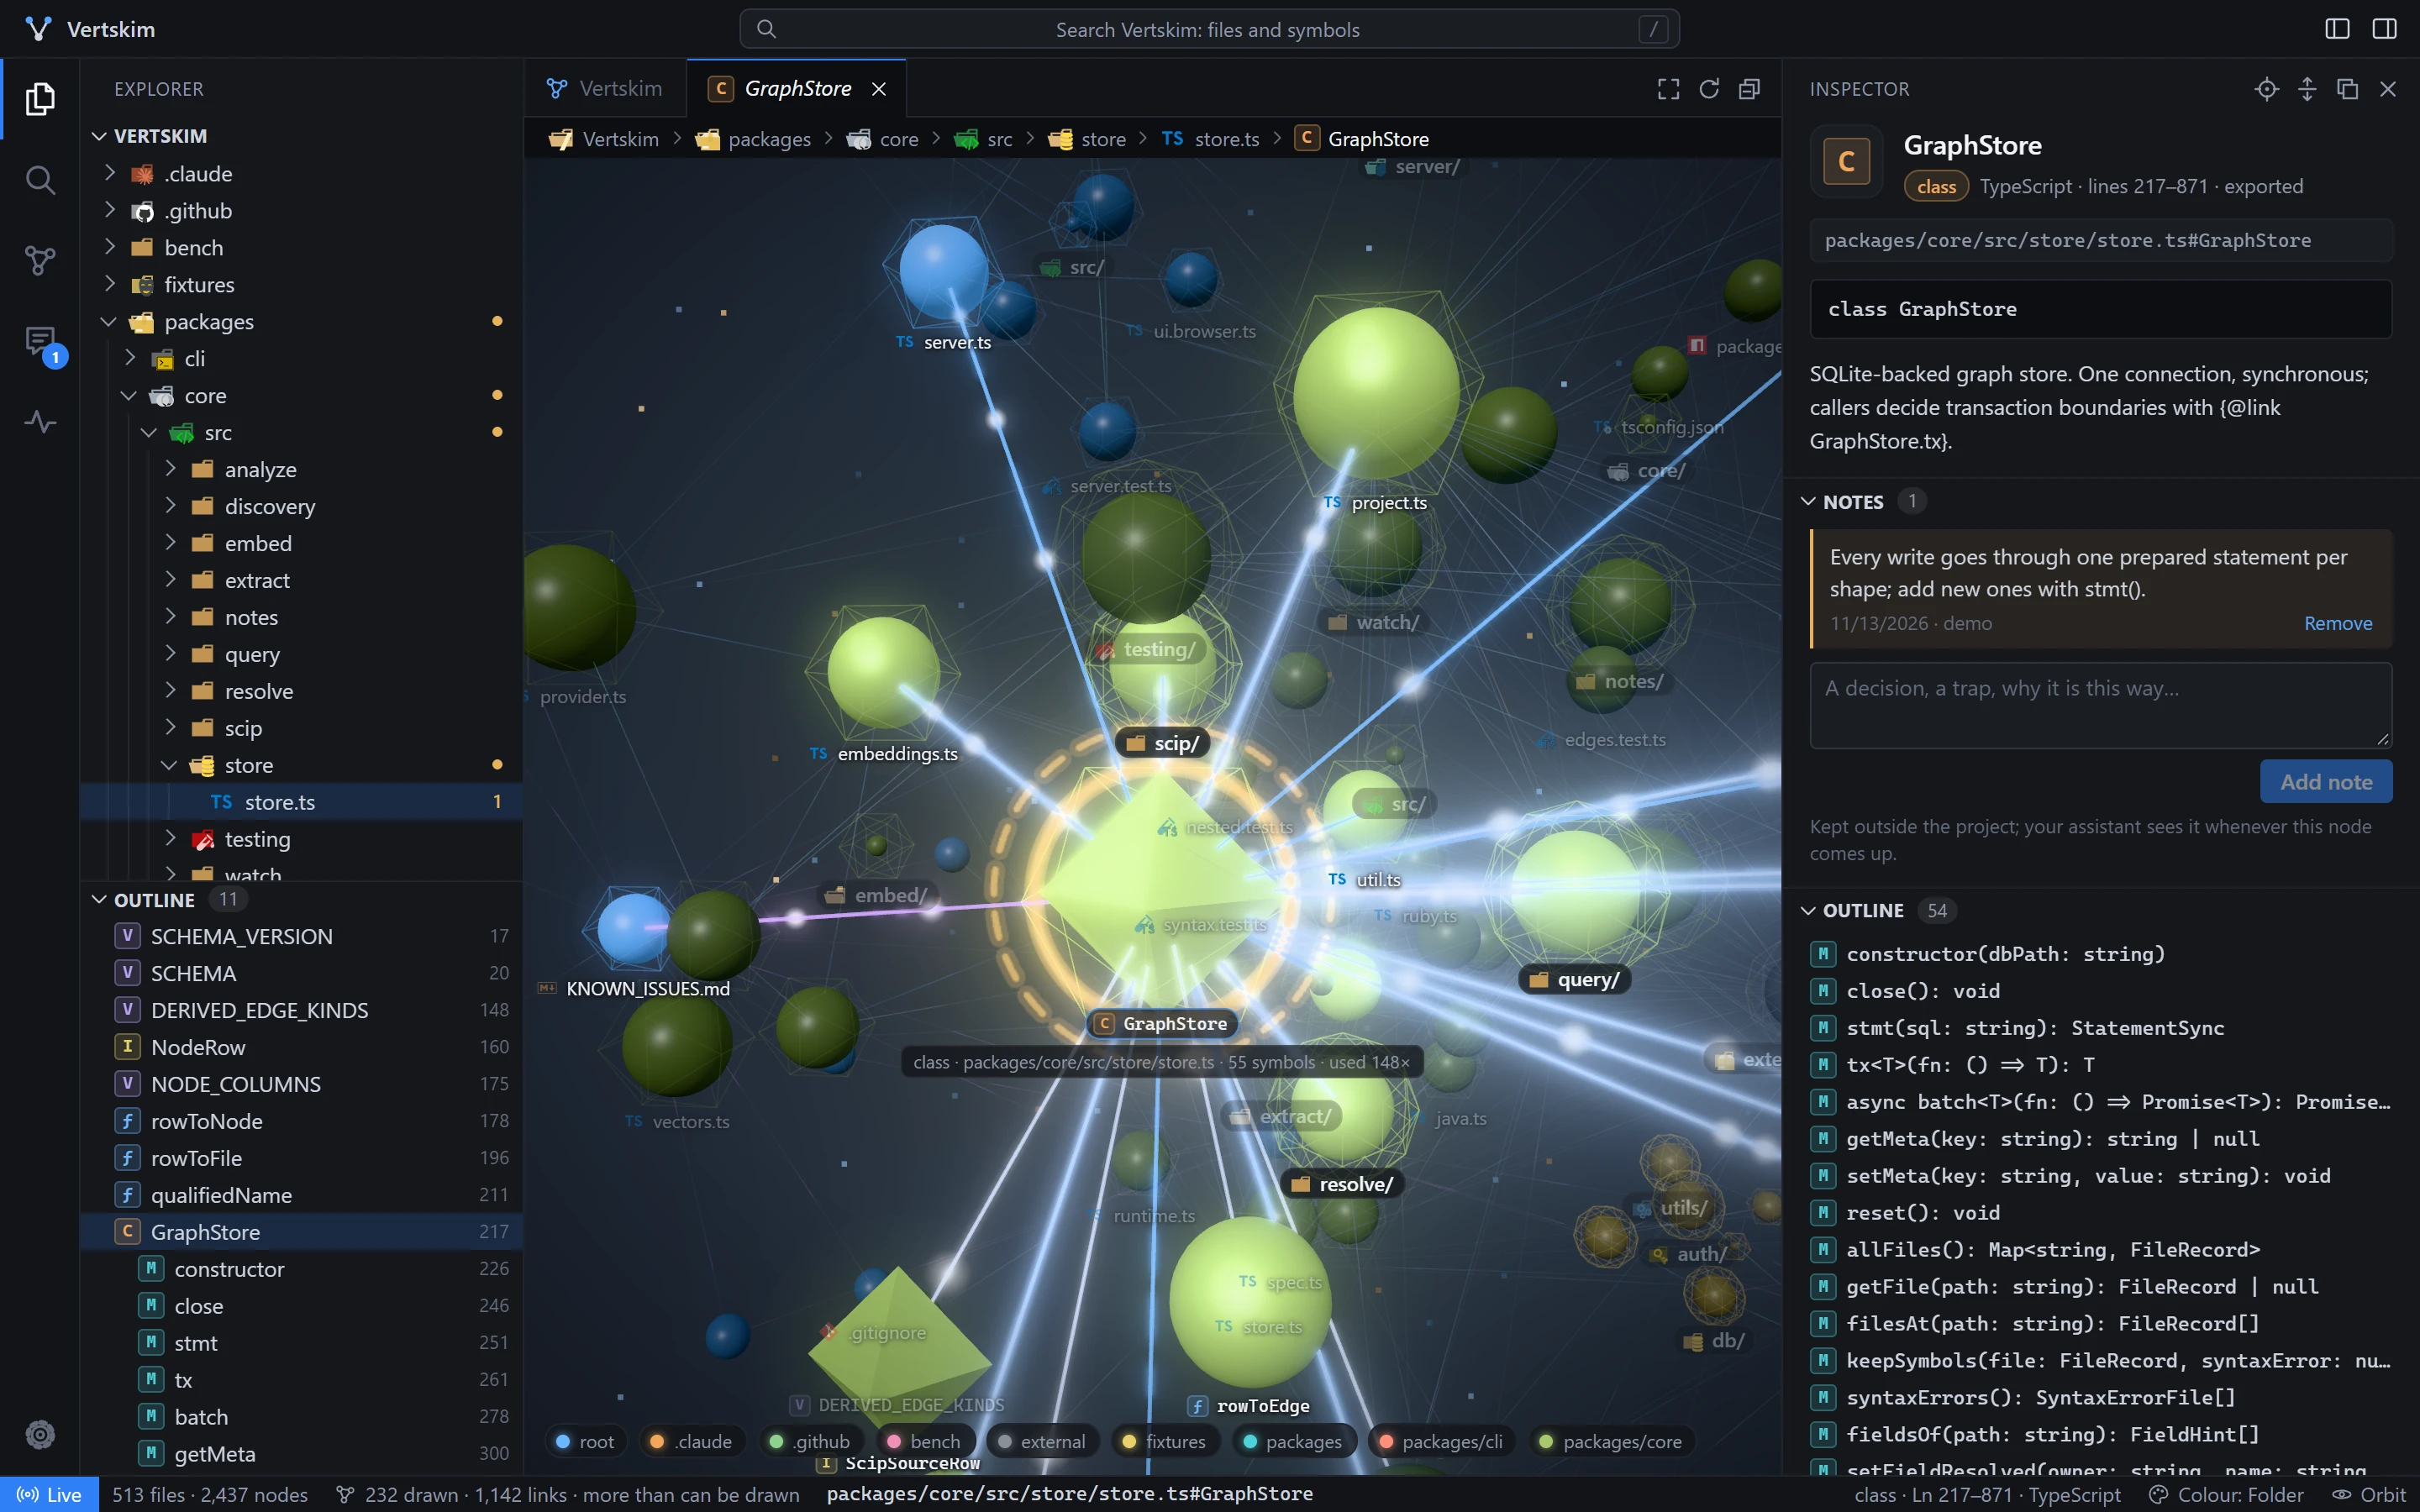 Vertskim
Search Vertskim: files and symbols
/
EXPLORER
VERTSKIM
.claude
.github
bench
fixtures
packages
cli
core
src
analyze
discovery
embed
extract
notes
query
resolve
scip
store
TS store.ts 1
testing
watch
1
OUTLINE 11
V SCHEMA_VERSION 17
V SCHEMA 20
V DERIVED_EDGE_KINDS 148
I NodeRow 160
V NODE_COLUMNS 175
f rowToNode 178
f rowToFile 196
f qualifiedName 211
C GraphStore 217
M constructor 226
M close 246
M stmt 251
M tx 261
M batch 278
M getMeta 300
Vertskim
C GraphStore
Vertskim > packages > core > src > store > TS store.ts > C GraphStore
server/
src/
TS server.ts
TS ui.browser.ts
package
TS tsconfig.json
core/
server.test.ts
TS project.ts
watch/
testing/
notes/
provider.ts
edges.test.ts
scip/
TS embeddings.ts
src/
nested.test.ts
TS util.ts
embed/
TS ruby.ts
syntax.test.ts
query/
KNOWN_ISSUES.md
C GraphStore
class · packages/core/src/store/store.ts · 55 symbols · used 148×
exte
TS vectors.ts
extract/
java.ts
resolve/
runtime.ts
utils/
auth/
TS spec.ts
TS store.ts
.gitignore
db/
V DERIVED_EDGE_KINDS
f rowToEdge
root
.claude
.github
bench
external
fixtures
packages
packages/cli
packages/core
I ScipSourceRow
INSPECTOR
C
GraphStore
class TypeScript · lines 217–871 · exported
packages/core/src/store/store.ts#GraphStore
class GraphStore
SQLite-backed graph store. One connection, synchronous;
callers decide transaction boundaries with {@link
GraphStore.tx}.
NOTES 1
Every write goes through one prepared statement per
shape; add new ones with stmt().
11/13/2026 · demo
Remove
A decision, a trap, why it is this way…
Add note
Kept outside the project; your assistant sees it whenever this node
comes up.
OUTLINE 54
M constructor(dbPath: string)
M close(): void
M stmt(sql: string): StatementSync
M tx<T>(fn: () => T): T
M async batch<T>(fn: () => Promise<T>): Promise…
M getMeta(key: string): string | null
M setMeta(key: string, value: string): void
M reset(): void
M allFiles(): Map<string, FileRecord>
M getFile(path: string): FileRecord | null
M filesAt(path: string): FileRecord[]
M keepSymbols(file: FileRecord, syntaxError: nu…
M syntaxErrors(): SyntaxErrorFile[]
M fieldsOf(path: string): FieldHint[]
M setFieldResolved(owner: string, name: string
Live
513 files · 2,437 nodes
232 drawn · 1,142 links · more than can be drawn
packages/core/src/store/store.ts#GraphStore
class · Ln 217–871 · TypeScript
Colour: Folder
Orbit